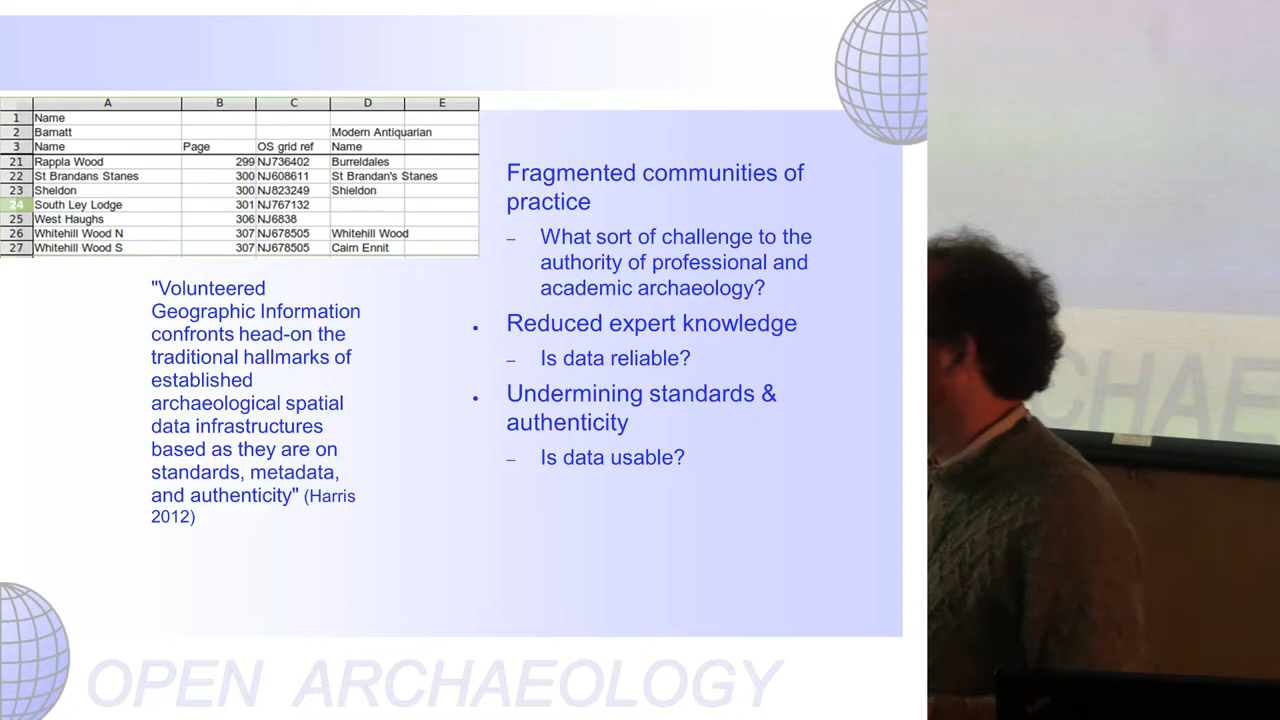 A B C D E
1 Name
2 Barnatt Modern Antiquarian
3 Name Page OS grid ref Name
21 Rappla Wood 299 NJ736402 Burreldales
22 St Brandans Stanes 300 NJ608611 St Brandan's Stanes
23 Sheldon 300 NJ823249 Shieldon
24 South Ley Lodge 301 NJ767132
25 West Haughs 306 NJ6838
26 Whitehill Wood N 307 NJ678505 Whitehill Wood
27 Whitehill Wood S 307 NJ678505 Cairn Ennit
"Volunteered
Geographic Information
confronts head-on the
traditional hallmarks of
established
archaeological spatial
data infrastructures
based as they are on
standards, metadata,
and authenticity" (Harris
2012)
Fragmented communities of
practice
– What sort of challenge to the
authority of professional and
academic archaeology?
• Reduced expert knowledge
– Is data reliable?
• Undermining standards &
authenticity
– Is data usable?
OPEN ARCHAEOLOGY
CHAE